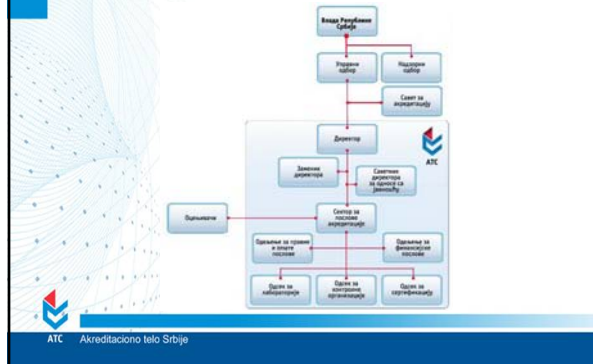 Влада Републике
Србије
Управни
одбор
Надзорни
одбор
Савет за
акредитацију
Директор
АТС
Заменик
директора
Саветник
директора
за односе са
јавношћу
Оцењивачи
Сектор за
послове
акредитације
Одељење за правне
и опште
послове
Одељење за
финансијске
послове
Одсек за
лабораторије
Одсек за
контролне
организације
Одсек за
сертификацију
ATC Akreditaciono telo Srbije